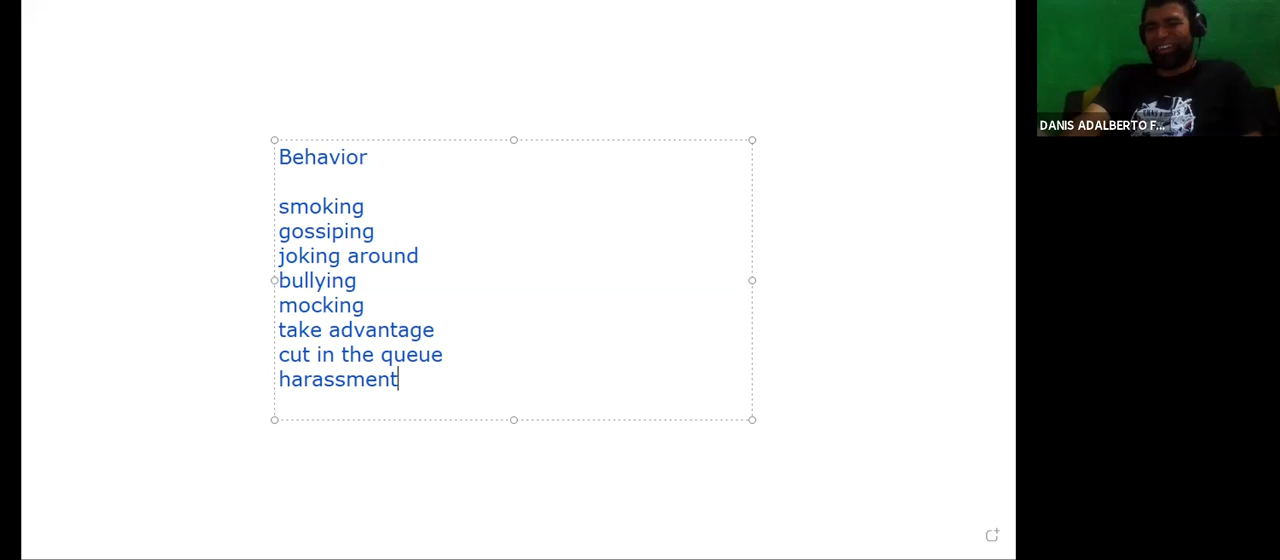 Behavior
smoking
gossiping
joking around
bullying
mocking
take advantage
cut in the queue
harassment
DANIS ADALBERTO F...